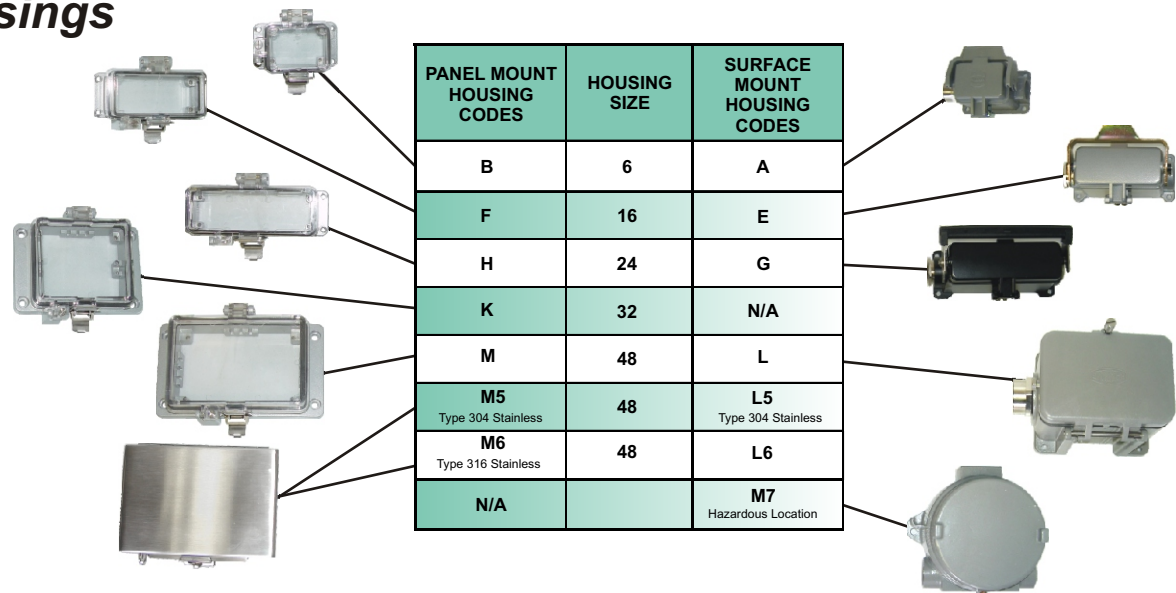 sings
PANEL MOUNT
HOUSING
CODES
HOUSING
SIZE
SURFACE
MOUNT
HOUSING
CODES
B 6 A
F 16 E
H 24 G
K 32 N/A
M 48 L
M5 48 L5
Type 304 Stainless Type 304 Stainless
M6 48 L6
Type 316 Stainless
N/A M7
Hazardous Location